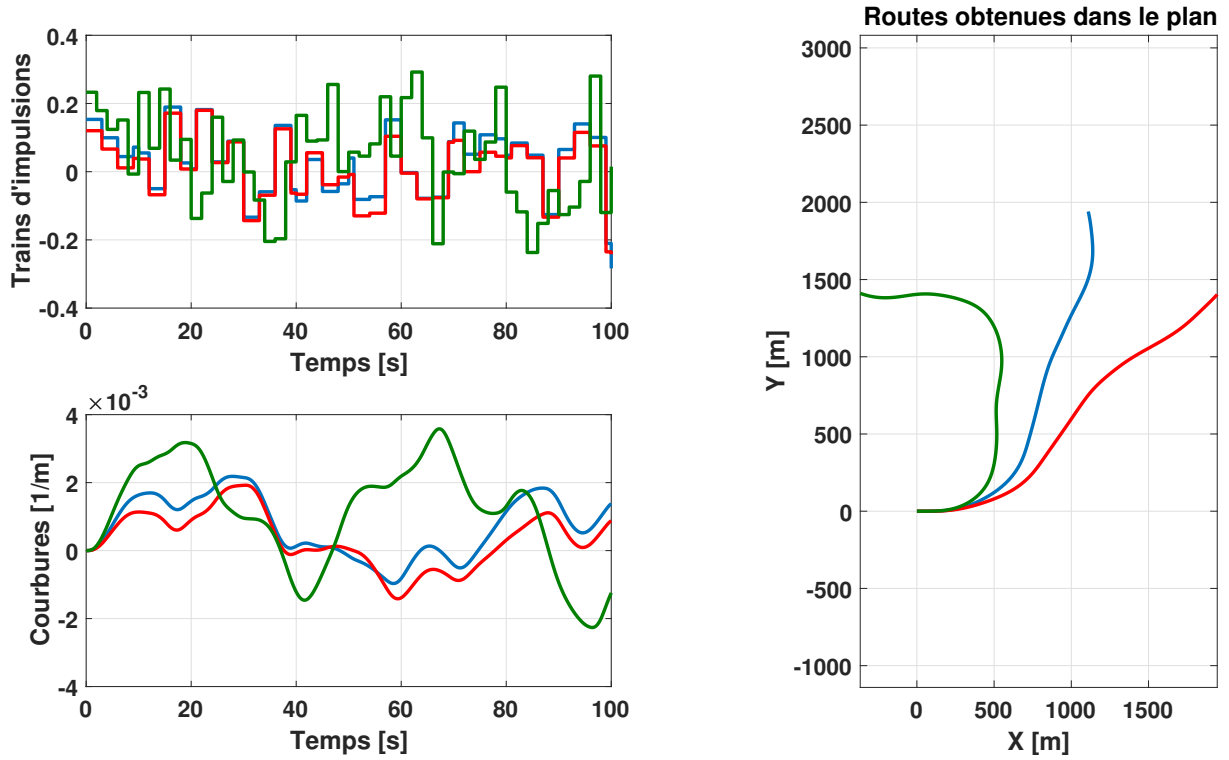 Trains d'impulsions
0.4
0.2
0
-0.2
-0.4
0 20 40 60 80 100
Temps [s]
×10⁻³
Courbures [1/m]
4
2
0
-2
-4
0 20 40 60 80 100
Temps [s]
Routes obtenues dans le plan
Y [m]
3000
2500
2000
1500
1000
500
0
-500
-1000
0 500 1000 1500
X [m]